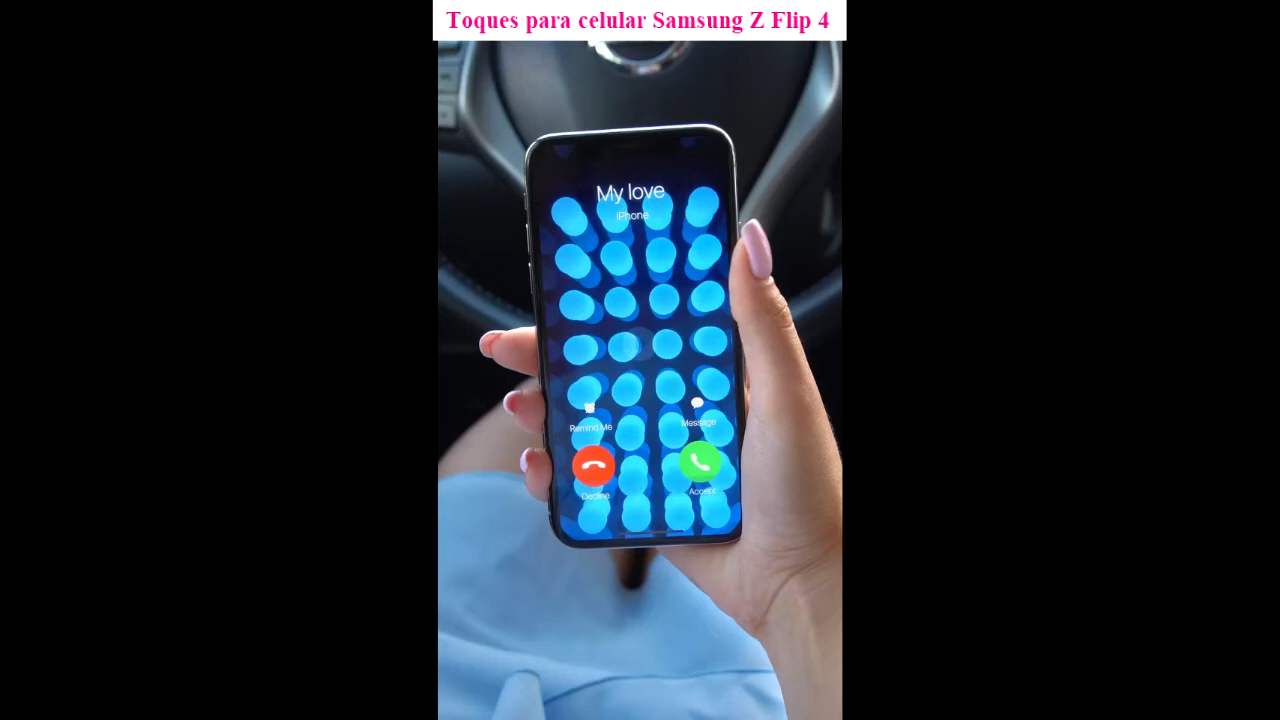 Toques para celular Samsung Z Flip 4
My love
iPhone
Remind Me
Message
Decline
Accept